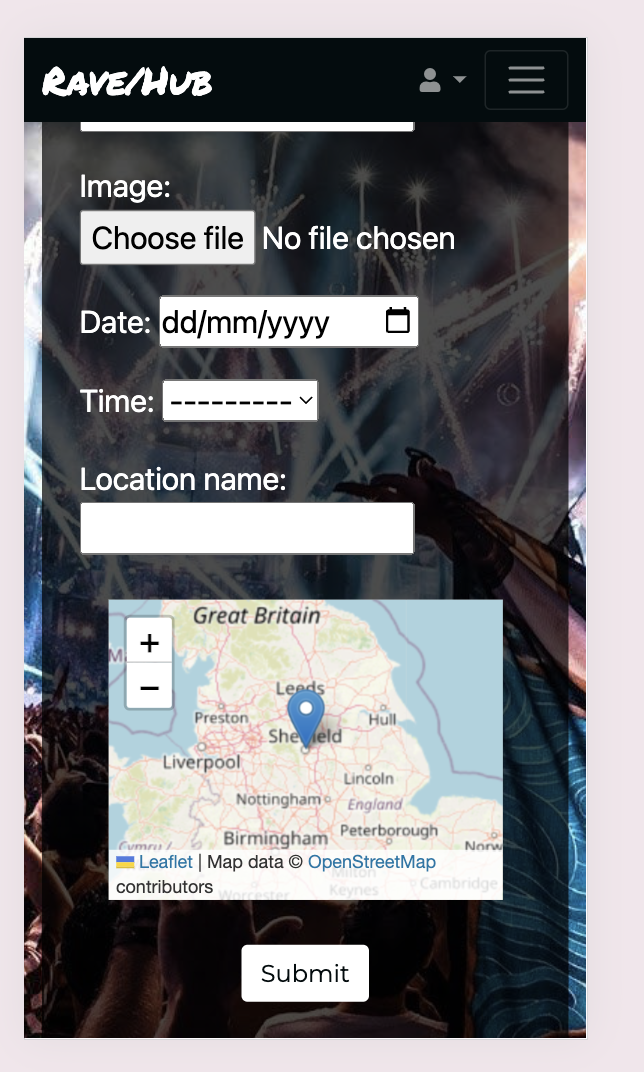 Rave/Hub
Image:
Choose file No file chosen
Date: dd/mm/yyyy
Time: ---------
Location name:
+
−
Great Britain
Leeds
Preston
Hull
Sheffield
Liverpool
Lincoln
Nottingham
England
Peterborough
Birmingham
Cymru /
Norw
Leaflet | Map data © OpenStreetMap
contributors
Worcester
Milton
Keynes
Cambridge
Submit